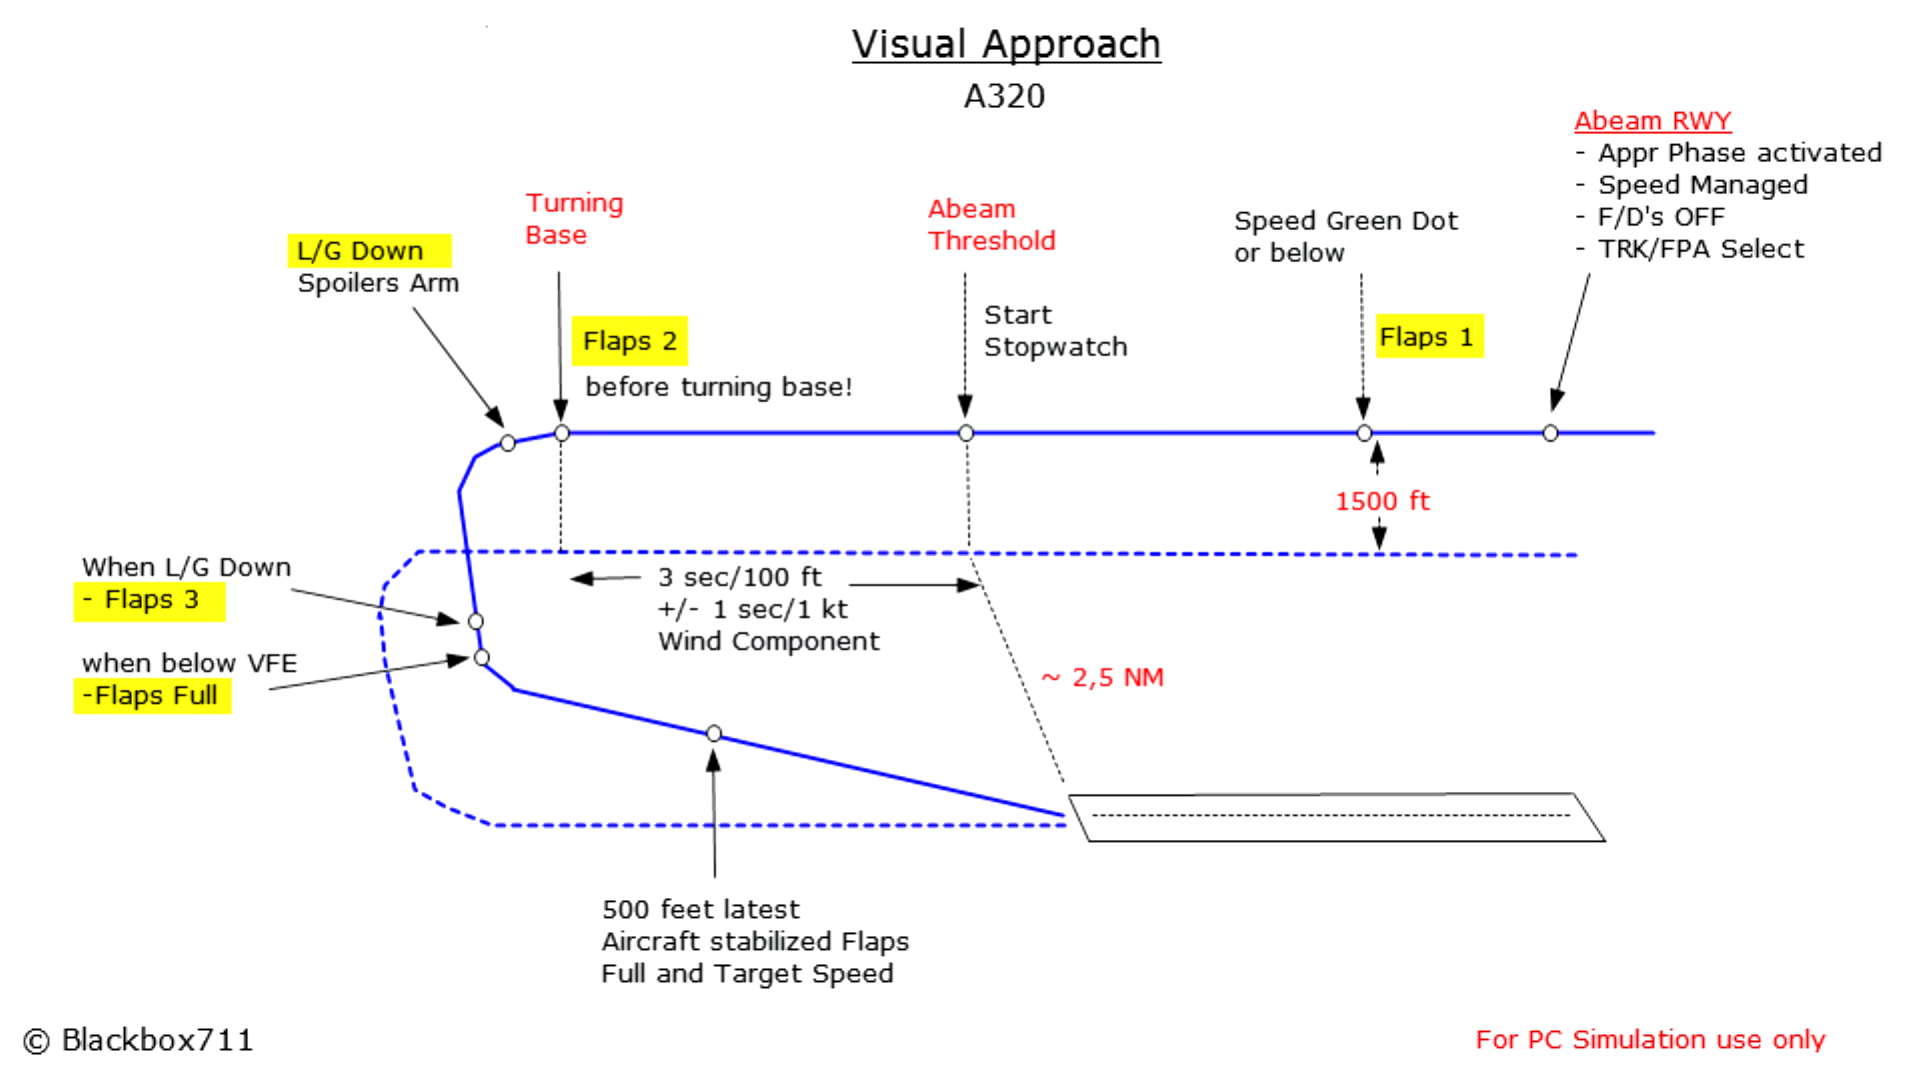 Visual Approach
A320
Abeam RWY
- Appr Phase activated
- Speed Managed
- F/D's OFF
- TRK/FPA Select
Speed Green Dot
or below
Flaps 1
Abeam
Threshold
Start
Stopwatch
Turning
Base
Flaps 2
before turning base!
L/G Down
Spoilers Arm
1500 ft
When L/G Down
- Flaps 3
when below VFE
-Flaps Full
3 sec/100 ft
+/- 1 sec/1 kt
Wind Component
~ 2,5 NM
500 feet latest
Aircraft stabilized Flaps
Full and Target Speed
© Blackbox711
For PC Simulation use only